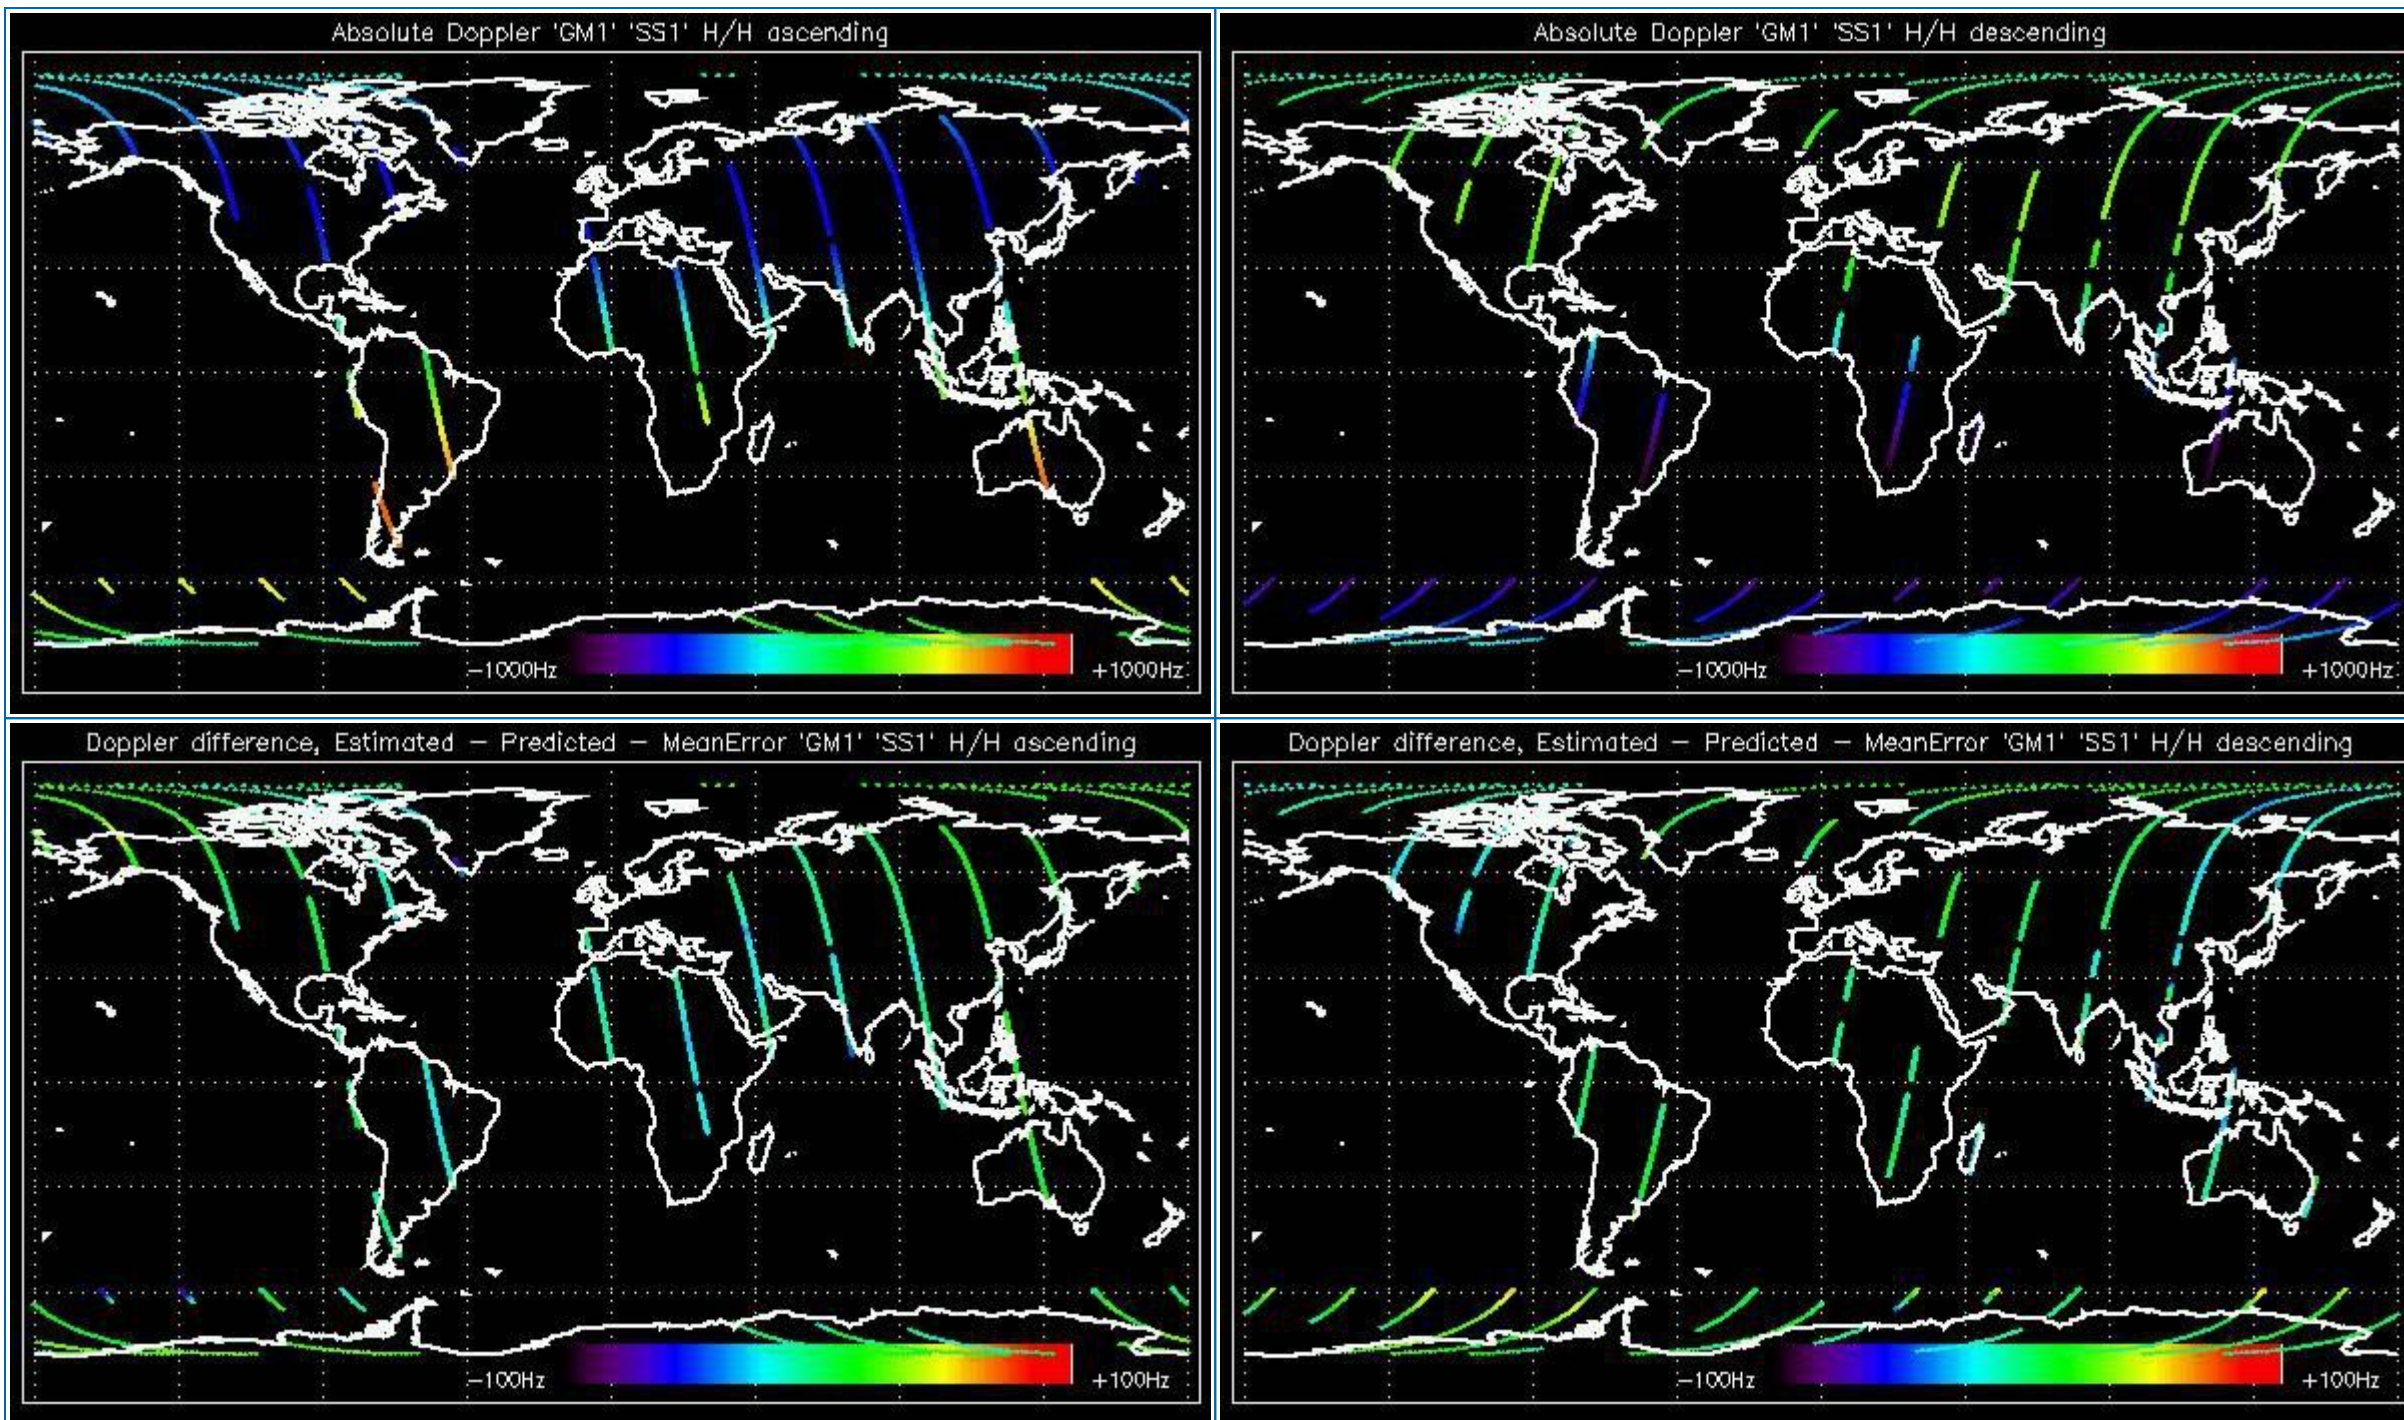 Absolute Doppler 'GM1' 'SS1' H/H ascending
−1000Hz
+1000Hz
Absolute Doppler 'GM1' 'SS1' H/H descending
−1000Hz
+1000Hz
Doppler difference, Estimated − Predicted − MeanError 'GM1' 'SS1' H/H ascending
−100Hz
+100Hz
Doppler difference, Estimated − Predicted − MeanError 'GM1' 'SS1' H/H descending
−100Hz
+100Hz